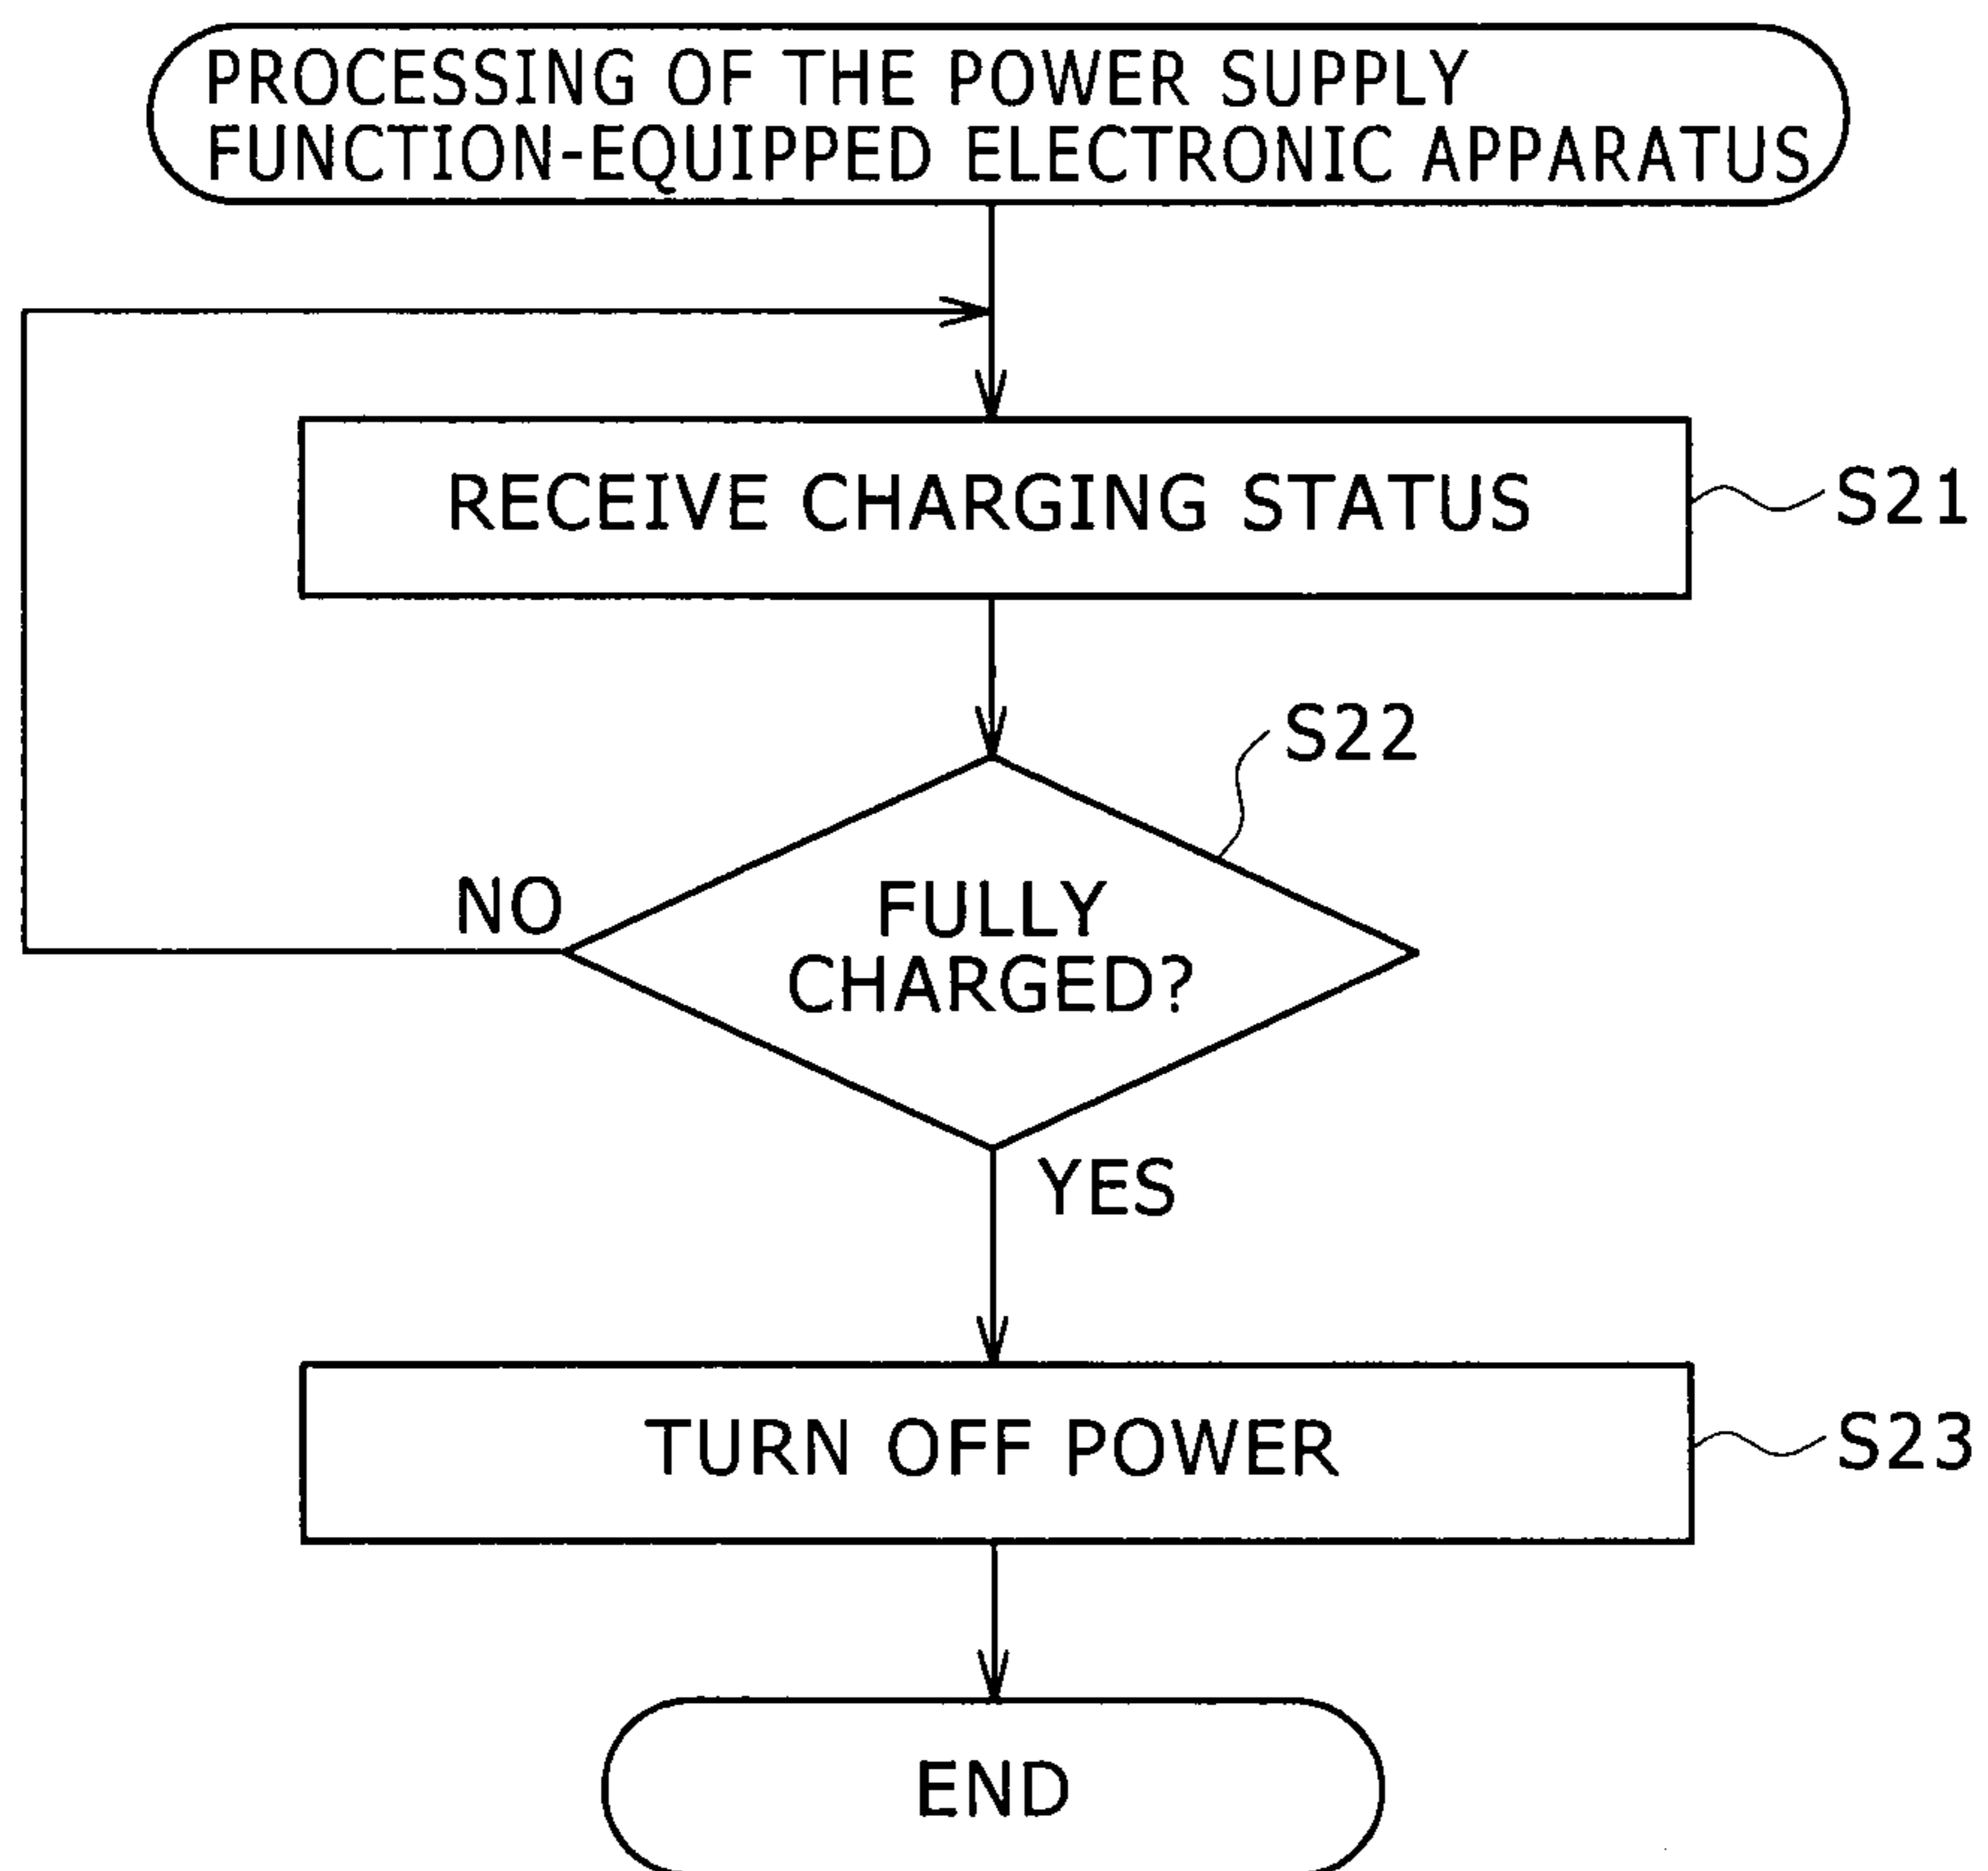 PROCESSING OF THE POWER SUPPLY
FUNCTION-EQUIPPED ELECTRONIC APPARATUS
RECEIVE CHARGING STATUS
S21
S22
FULLY
CHARGED?
NO
YES
TURN OFF POWER
S23
END